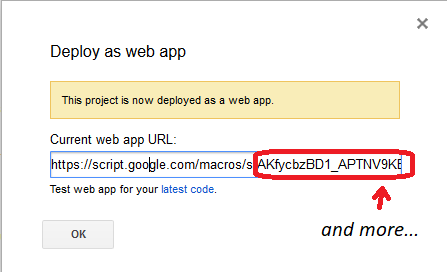 Deploy as web app
This project is now deployed as a web app.
Current web app URL:
https://script.google.com/macros/s/AKfycbzBD1_APTNV9KE
Test web app for your latest code.
and more...
OK